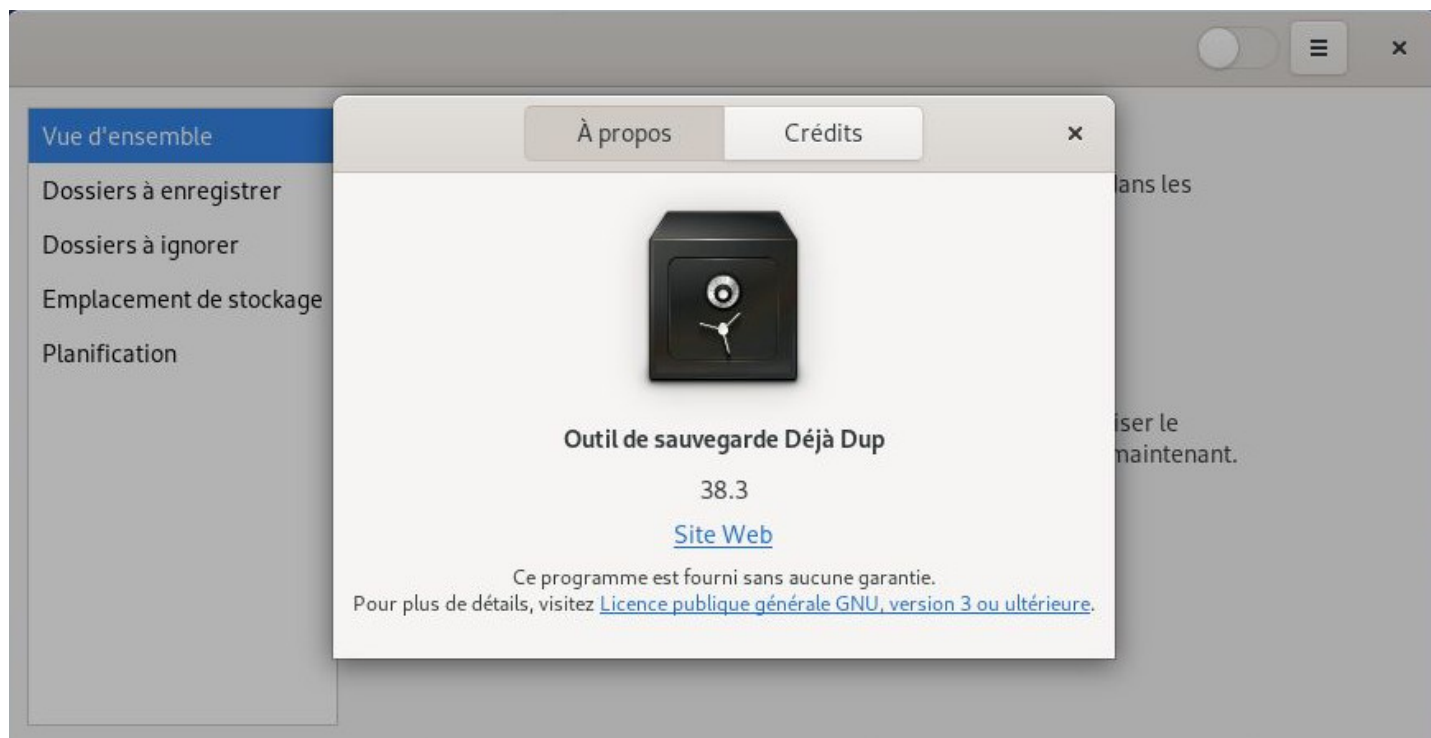 Vue d'ensemble
Dossiers à enregistrer
Dossiers à ignorer
Emplacement de stockage
Planification
À propos
Crédits
Outil de sauvegarde Déjà Dup
38.3
Site Web
Ce programme est fourni sans aucune garantie.
Pour plus de détails, visitez Licence publique générale GNU, version 3 ou ultérieure.
dans les
iser le
maintenant.